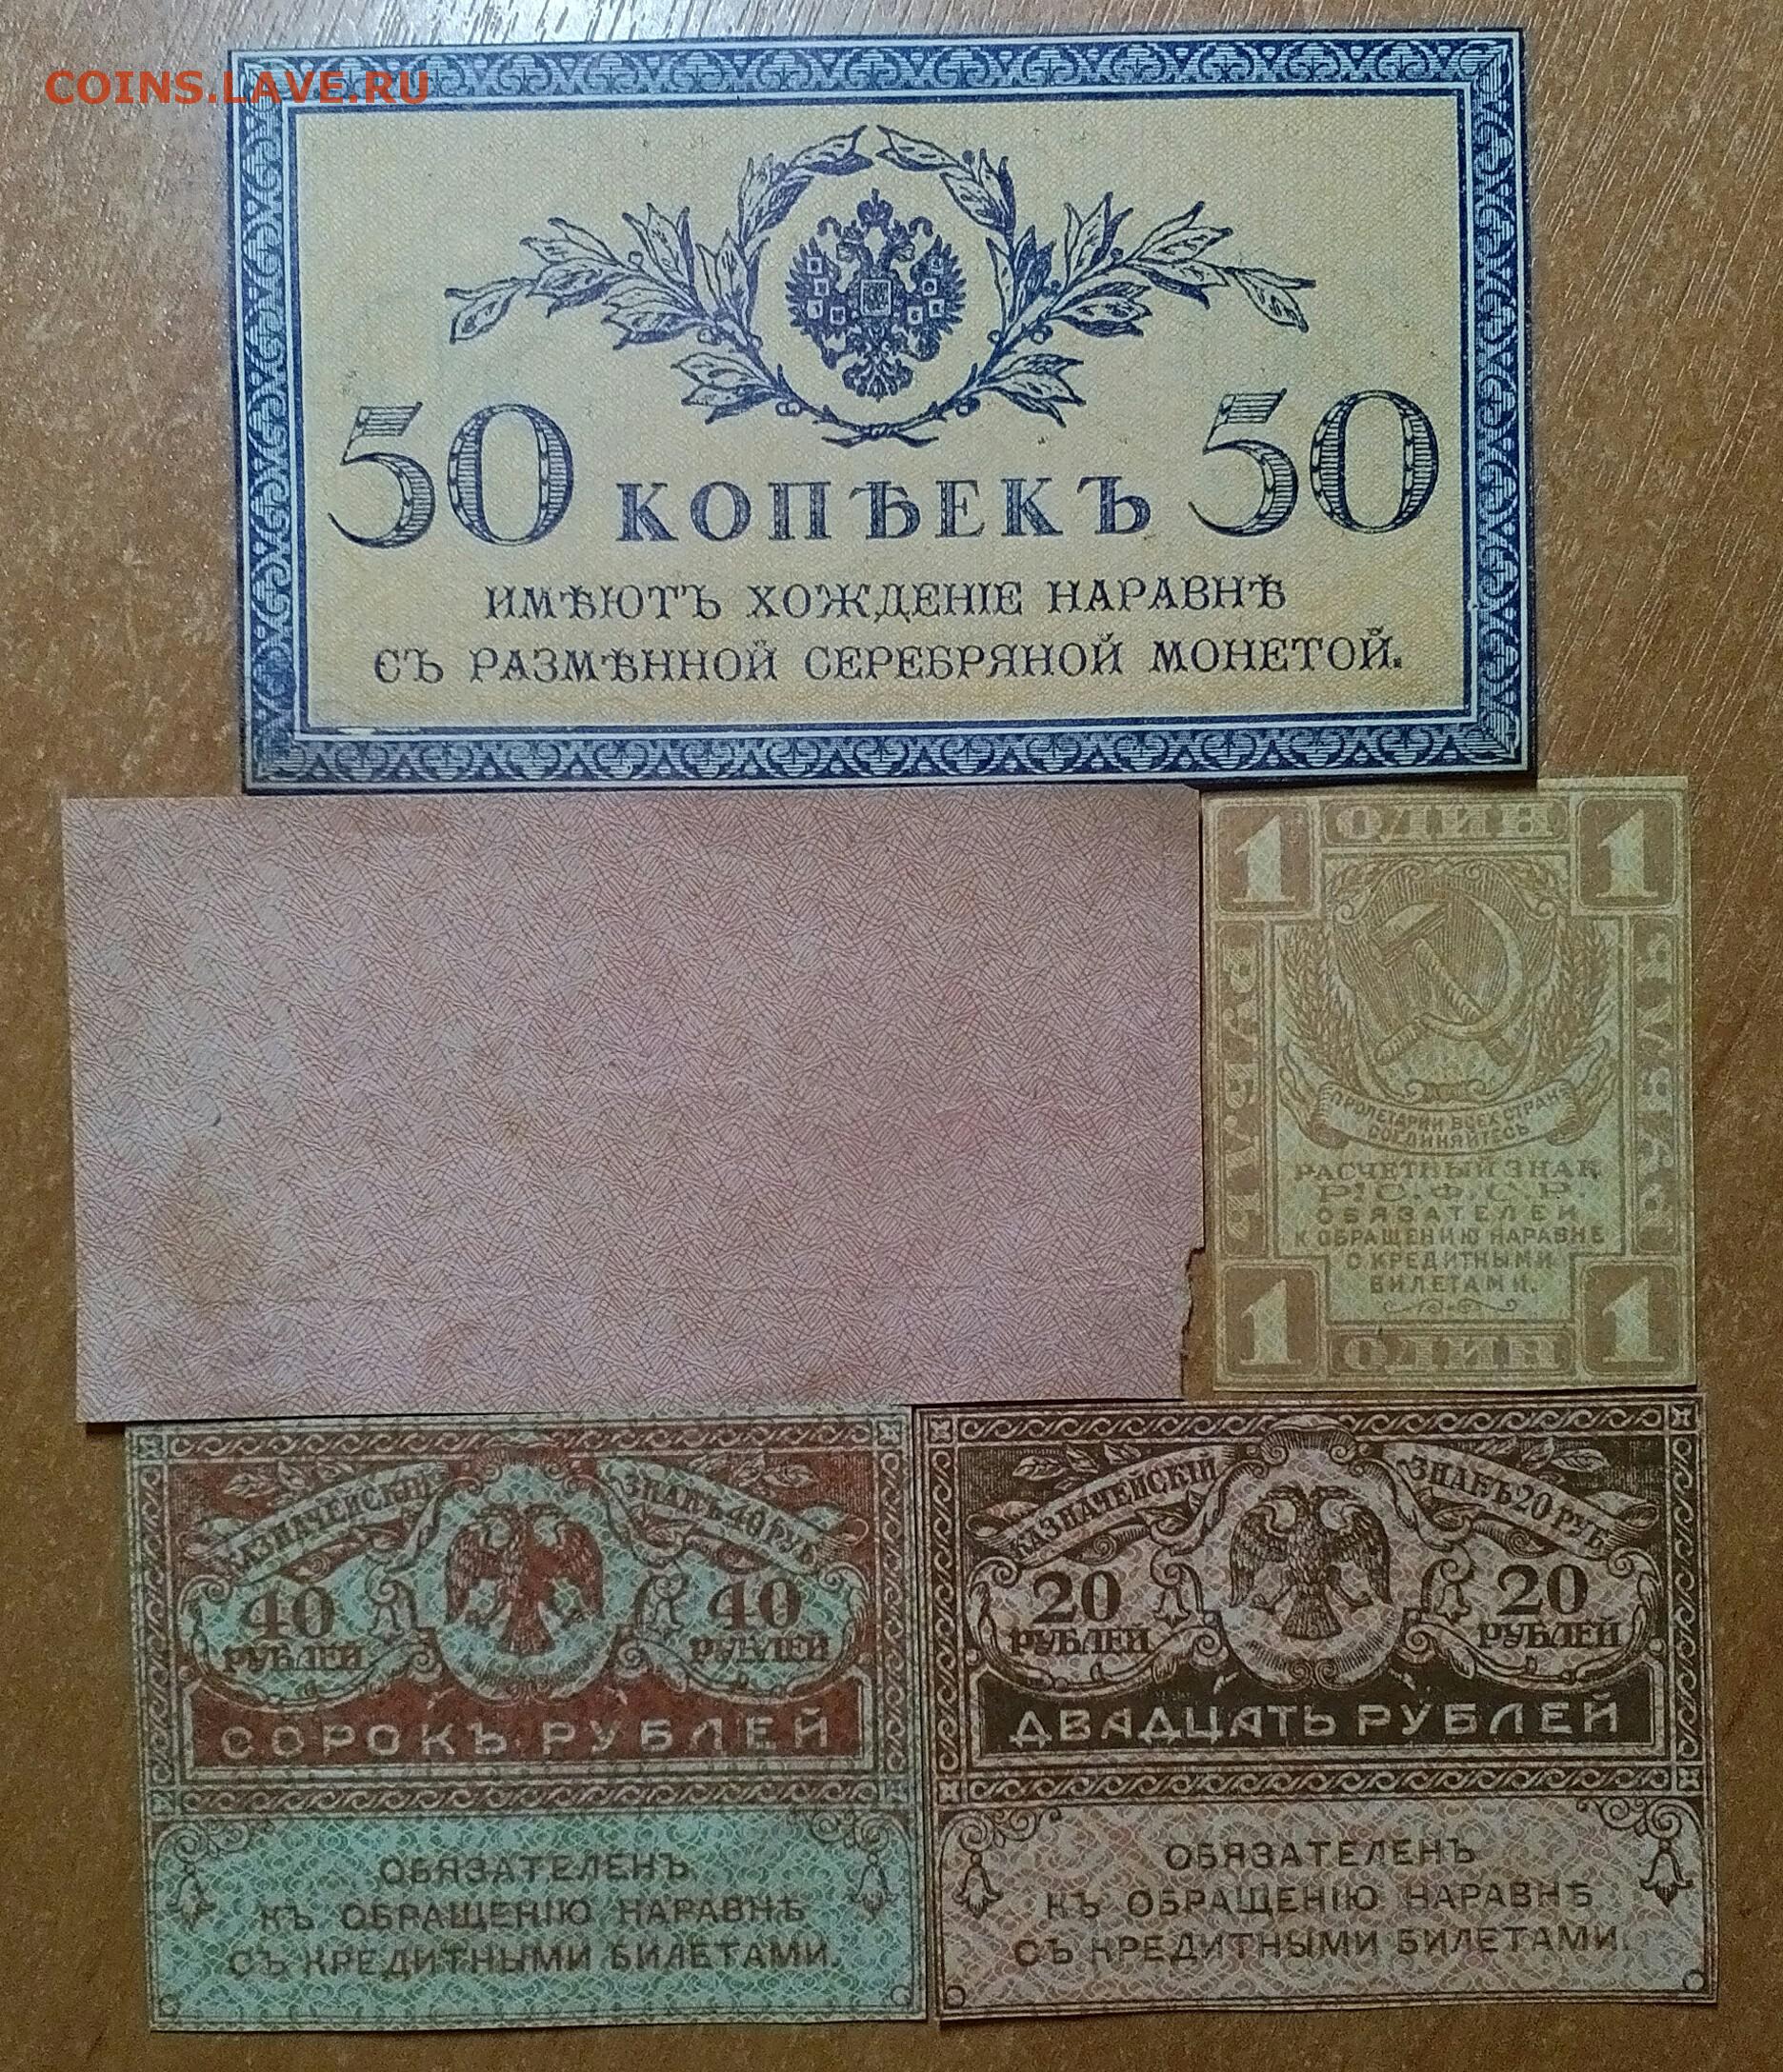 COINS.LAVE.RU
50 КОПѢЕКЪ 50
ИМѢЮТЪ ХОЖДЕНІЕ НАРАВНѢ
СЪ РАЗМѢННОЙ СЕРЕБРЯНОЙ МОНЕТОЙ.
1 ОДИН 1
РУБЛЬ
РУБЛЬ
ПРОЛЕТАРИИ ВСЕХ СТРАН
СОЕДИНЯЙТЕСЬ
РАСЧЕТНЫЙ ЗНАК
Р.С.Ф.С.Р.
ОБЯЗАТЕЛЕН
К ОБРАЩЕНИЮ НАРАВНЕ
С КРЕДИТНЫМИ
БИЛЕТАМИ.
1 ОДИН 1
КАЗНАЧЕЙСКІЙ ЗНАКЪ 40 РУБ
40 40
РУБЛЕЙ РУБЛЕЙ
СОРОКЪ РУБЛЕЙ
ОБЯЗАТЕЛЕНЪ
КЪ ОБРАЩЕНІЮ НАРАВНѢ
СЪ КРЕДИТНЫМИ БИЛЕТАМИ.
КАЗНАЧЕЙСКІЙ ЗНАКЪ 20 РУБ
20 20
РУБЛЕЙ РУБЛЕЙ
ДВАДЦАТЬ РУБЛЕЙ
ОБЯЗАТЕЛЕНЪ
КЪ ОБРАЩЕНІЮ НАРАВНѢ
СЪ КРЕДИТНЫМИ БИЛЕТАМИ.